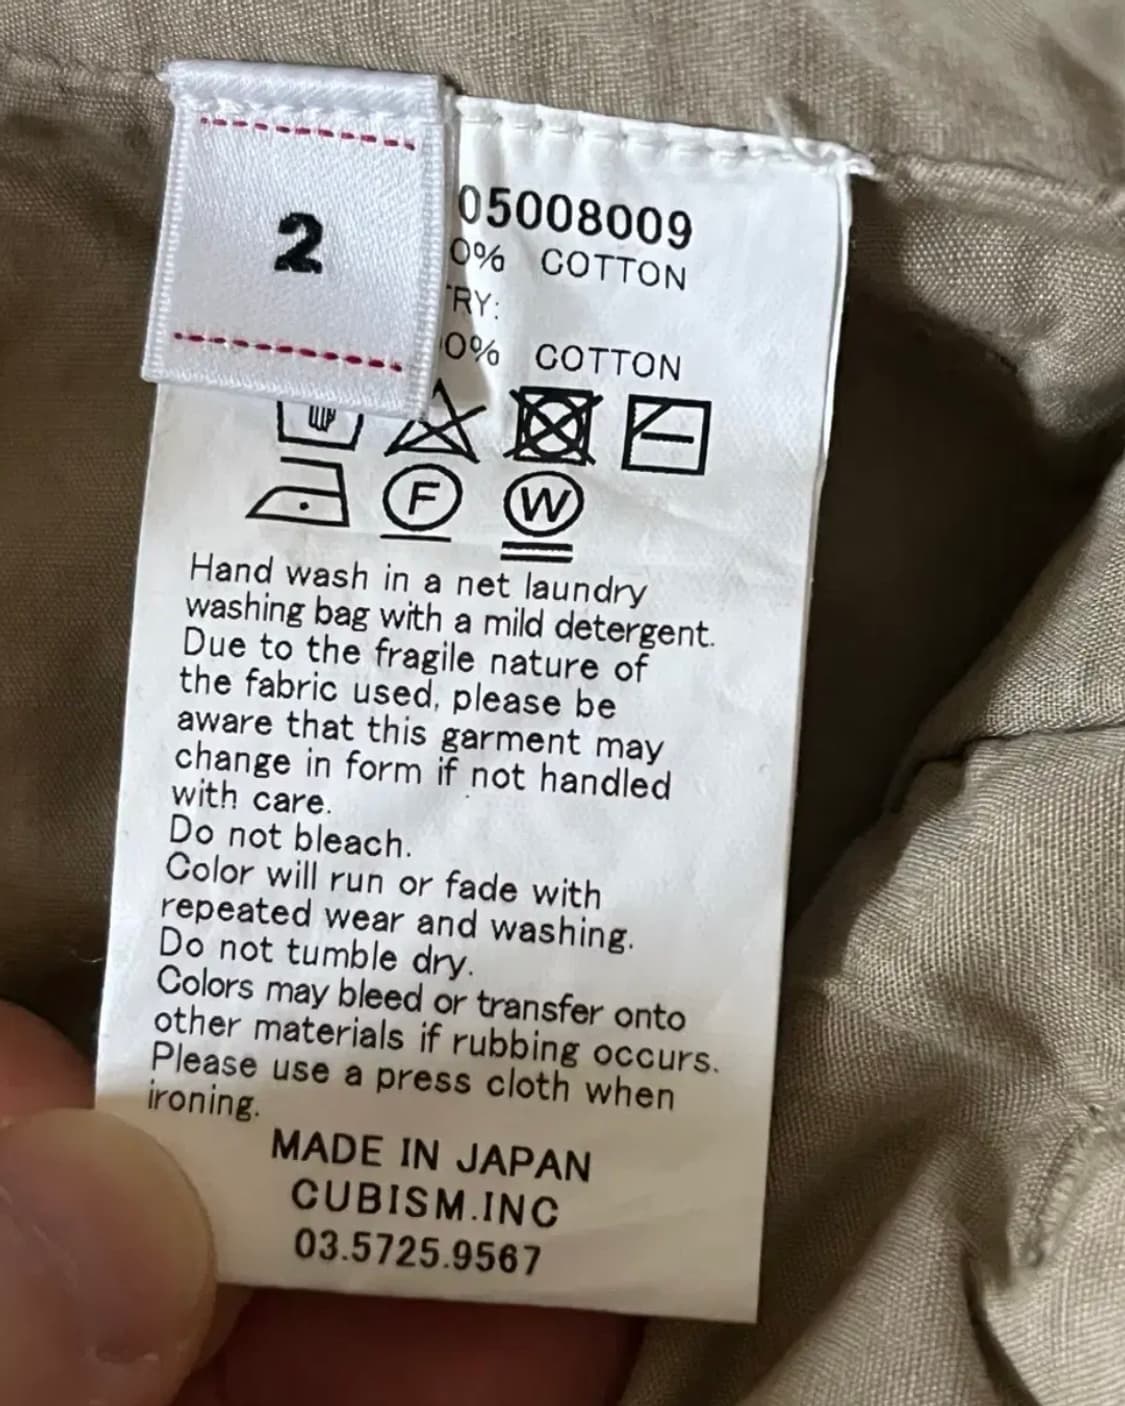 2
05008009
0% COTTON
RY:
0% COTTON
F W
Hand wash in a net laundry
washing bag with a mild detergent.
Due to the fragile nature of
the fabric used, please be
aware that this garment may
change in form if not handled
with care.
Do not bleach.
Color will run or fade with
repeated wear and washing.
Do not tumble dry.
Colors may bleed or transfer onto
other materials if rubbing occurs.
Please use a press cloth when
ironing.
MADE IN JAPAN
CUBISM.INC
03.5725.9567